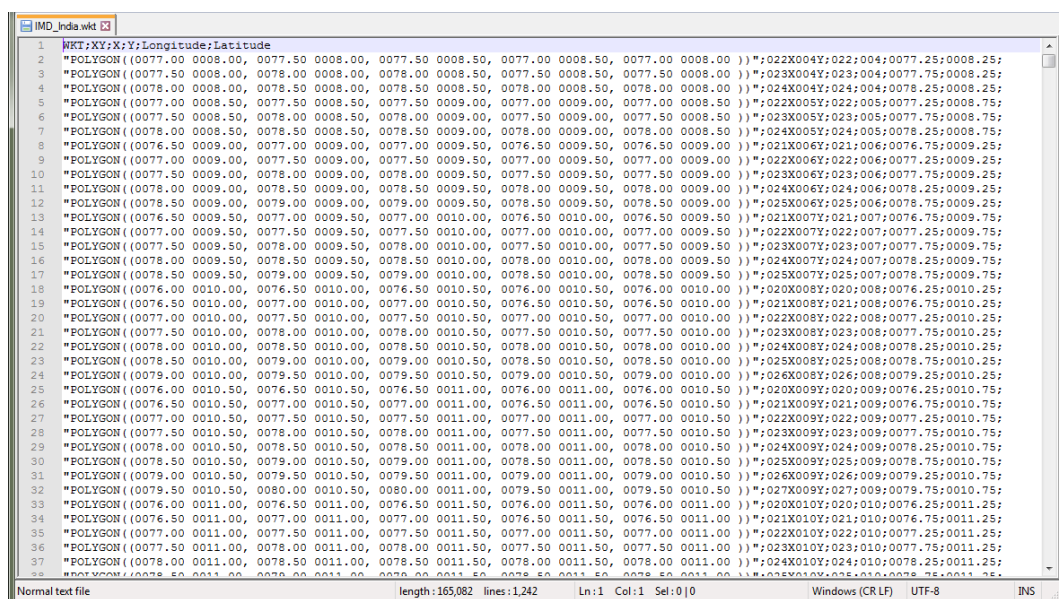 IMD_India.wkt
1 WKT;XY;X;Y;Longitude;Latitude
2 "POLYGON((0077.00 0008.00, 0077.50 0008.00, 0077.50 0008.50, 0077.00 0008.50, 0077.00 0008.00 ))";022X004Y;022;004;0077.25;0008.25;
3 "POLYGON((0077.50 0008.00, 0078.00 0008.00, 0078.00 0008.50, 0077.50 0008.50, 0077.50 0008.00 ))";023X004Y;023;004;0077.75;0008.25;
4 "POLYGON((0078.00 0008.00, 0078.50 0008.00, 0078.50 0008.50, 0078.00 0008.50, 0078.00 0008.00 ))";024X004Y;024;004;0078.25;0008.25;
5 "POLYGON((0077.00 0008.50, 0077.50 0008.50, 0077.50 0009.00, 0077.00 0009.00, 0077.00 0008.50 ))";022X005Y;022;005;0077.25;0008.75;
6 "POLYGON((0077.50 0008.50, 0078.00 0008.50, 0078.00 0009.00, 0077.50 0009.00, 0077.50 0008.50 ))";023X005Y;023;005;0077.75;0008.75;
7 "POLYGON((0078.00 0008.50, 0078.50 0008.50, 0078.50 0009.00, 0078.00 0009.00, 0078.00 0008.50 ))";024X005Y;024;005;0078.25;0008.75;
8 "POLYGON((0076.50 0009.00, 0077.00 0009.00, 0077.00 0009.50, 0076.50 0009.50, 0076.50 0009.00 ))";021X006Y;021;006;0076.75;0009.25;
9 "POLYGON((0077.00 0009.00, 0077.50 0009.00, 0077.50 0009.50, 0077.00 0009.50, 0077.00 0009.00 ))";022X006Y;022;006;0077.25;0009.25;
10 "POLYGON((0077.50 0009.00, 0078.00 0009.00, 0078.00 0009.50, 0077.50 0009.50, 0077.50 0009.00 ))";023X006Y;023;006;0077.75;0009.25;
11 "POLYGON((0078.00 0009.00, 0078.50 0009.00, 0078.50 0009.50, 0078.00 0009.50, 0078.00 0009.00 ))";024X006Y;024;006;0078.25;0009.25;
12 "POLYGON((0078.50 0009.00, 0079.00 0009.00, 0079.00 0009.50, 0078.50 0009.50, 0078.50 0009.00 ))";025X006Y;025;006;0078.75;0009.25;
13 "POLYGON((0076.50 0009.50, 0077.00 0009.50, 0077.00 0010.00, 0076.50 0010.00, 0076.50 0009.50 ))";021X007Y;021;007;0076.75;0009.75;
14 "POLYGON((0077.00 0009.50, 0077.50 0009.50, 0077.50 0010.00, 0077.00 0010.00, 0077.00 0009.50 ))";022X007Y;022;007;0077.25;0009.75;
15 "POLYGON((0077.50 0009.50, 0078.00 0009.50, 0078.00 0010.00, 0077.50 0010.00, 0077.50 0009.50 ))";023X007Y;023;007;0077.75;0009.75;
16 "POLYGON((0078.00 0009.50, 0078.50 0009.50, 0078.50 0010.00, 0078.00 0010.00, 0078.00 0009.50 ))";024X007Y;024;007;0078.25;0009.75;
17 "POLYGON((0078.50 0009.50, 0079.00 0009.50, 0079.00 0010.00, 0078.50 0010.00, 0078.50 0009.50 ))";025X007Y;025;007;0078.75;0009.75;
18 "POLYGON((0076.00 0010.00, 0076.50 0010.00, 0076.50 0010.50, 0076.00 0010.50, 0076.00 0010.00 ))";020X008Y;020;008;0076.25;0010.25;
19 "POLYGON((0076.50 0010.00, 0077.00 0010.00, 0077.00 0010.50, 0076.50 0010.50, 0076.50 0010.00 ))";021X008Y;021;008;0076.75;0010.25;
20 "POLYGON((0077.00 0010.00, 0077.50 0010.00, 0077.50 0010.50, 0077.00 0010.50, 0077.00 0010.00 ))";022X008Y;022;008;0077.25;0010.25;
21 "POLYGON((0077.50 0010.00, 0078.00 0010.00, 0078.00 0010.50, 0077.50 0010.50, 0077.50 0010.00 ))";023X008Y;023;008;0077.75;0010.25;
22 "POLYGON((0078.00 0010.00, 0078.50 0010.00, 0078.50 0010.50, 0078.00 0010.50, 0078.00 0010.00 ))";024X008Y;024;008;0078.25;0010.25;
23 "POLYGON((0078.50 0010.00, 0079.00 0010.00, 0079.00 0010.50, 0078.50 0010.50, 0078.50 0010.00 ))";025X008Y;025;008;0078.75;0010.25;
24 "POLYGON((0079.00 0010.00, 0079.50 0010.00, 0079.50 0010.50, 0079.00 0010.50, 0079.00 0010.00 ))";026X008Y;026;008;0079.25;0010.25;
25 "POLYGON((0076.00 0010.50, 0076.50 0010.50, 0076.50 0011.00, 0076.00 0011.00, 0076.00 0010.50 ))";020X009Y;020;009;0076.25;0010.75;
26 "POLYGON((0076.50 0010.50, 0077.00 0010.50, 0077.00 0011.00, 0076.50 0011.00, 0076.50 0010.50 ))";021X009Y;021;009;0076.75;0010.75;
27 "POLYGON((0077.00 0010.50, 0077.50 0010.50, 0077.50 0011.00, 0077.00 0011.00, 0077.00 0010.50 ))";022X009Y;022;009;0077.25;0010.75;
28 "POLYGON((0077.50 0010.50, 0078.00 0010.50, 0078.00 0011.00, 0077.50 0011.00, 0077.50 0010.50 ))";023X009Y;023;009;0077.75;0010.75;
29 "POLYGON((0078.00 0010.50, 0078.50 0010.50, 0078.50 0011.00, 0078.00 0011.00, 0078.00 0010.50 ))";024X009Y;024;009;0078.25;0010.75;
30 "POLYGON((0078.50 0010.50, 0079.00 0010.50, 0079.00 0011.00, 0078.50 0011.00, 0078.50 0010.50 ))";025X009Y;025;009;0078.75;0010.75;
31 "POLYGON((0079.00 0010.50, 0079.50 0010.50, 0079.50 0011.00, 0079.00 0011.00, 0079.00 0010.50 ))";026X009Y;026;009;0079.25;0010.75;
32 "POLYGON((0079.50 0010.50, 0080.00 0010.50, 0080.00 0011.00, 0079.50 0011.00, 0079.50 0010.50 ))";027X009Y;027;009;0079.75;0010.75;
33 "POLYGON((0076.00 0011.00, 0076.50 0011.00, 0076.50 0011.50, 0076.00 0011.50, 0076.00 0011.00 ))";020X010Y;020;010;0076.25;0011.25;
34 "POLYGON((0076.50 0011.00, 0077.00 0011.00, 0077.00 0011.50, 0076.50 0011.50, 0076.50 0011.00 ))";021X010Y;021;010;0076.75;0011.25;
35 "POLYGON((0077.00 0011.00, 0077.50 0011.00, 0077.50 0011.50, 0077.00 0011.50, 0077.00 0011.00 ))";022X010Y;022;010;0077.25;0011.25;
36 "POLYGON((0077.50 0011.00, 0078.00 0011.00, 0078.00 0011.50, 0077.50 0011.50, 0077.50 0011.00 ))";023X010Y;023;010;0077.75;0011.25;
37 "POLYGON((0078.00 0011.00, 0078.50 0011.00, 0078.50 0011.50, 0078.00 0011.50, 0078.00 0011.00 ))";024X010Y;024;010;0078.25;0011.25;
Normal text file length : 165,082 lines : 1,242 Ln : 1 Col : 1 Sel : 0 | 0 Windows (CR LF) UTF-8 INS